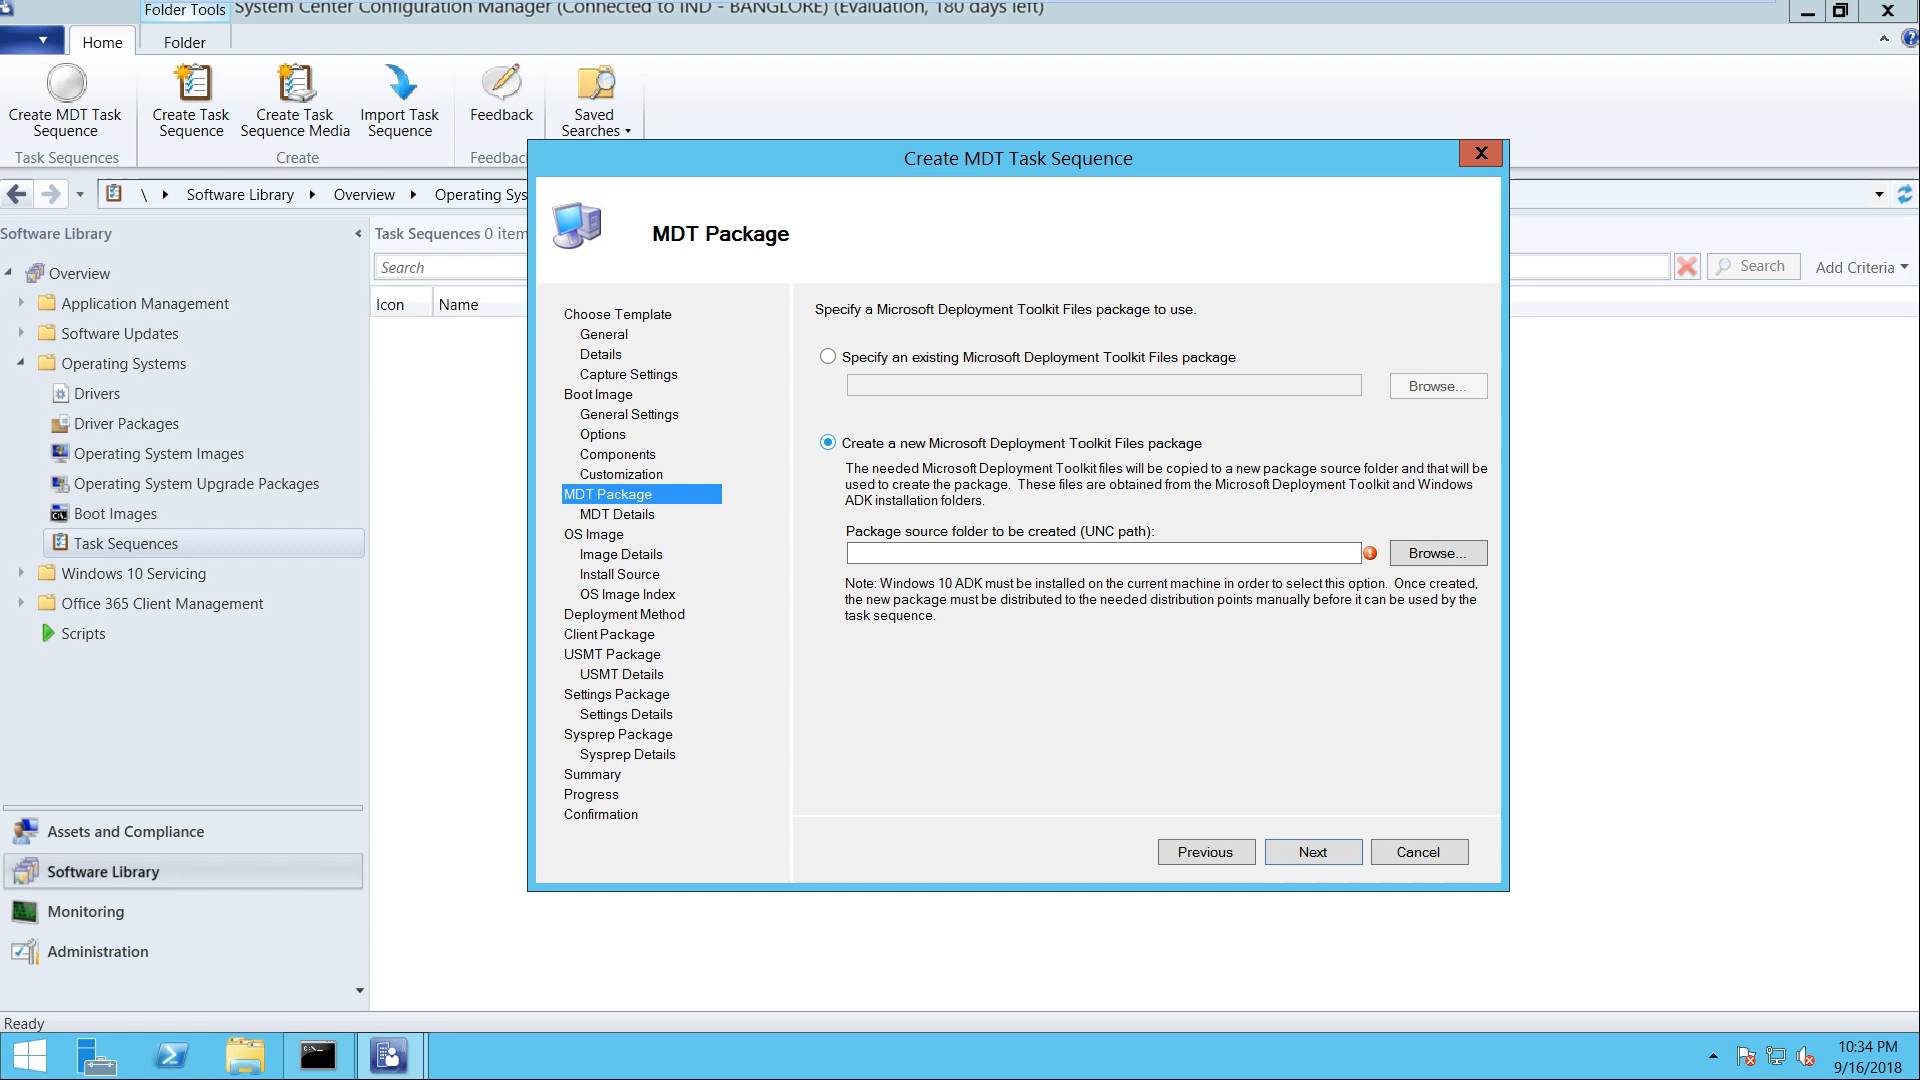 Folder Tools
System Center Configuration Manager (Connected to IND - BANGLORE) (Evaluation, 180 days left)
Home
Folder
Create MDT Task
Sequence
Create Task
Sequence
Create Task
Sequence Media
Import Task
Sequence
Feedback
Saved
Searches
Task Sequences
Create
Feedbac
\
Software Library
Overview
Operating Sys
Software Library
Overview
Application Management
Software Updates
Operating Systems
Drivers
Driver Packages
Operating System Images
Operating System Upgrade Packages
Boot Images
Task Sequences
Windows 10 Servicing
Office 365 Client Management
Scripts
Assets and Compliance
Software Library
Monitoring
Administration
Task Sequences 0 item
Search
Icon
Name
Search
Add Criteria
Create MDT Task Sequence
X
MDT Package
Choose Template
General
Details
Capture Settings
Boot Image
General Settings
Options
Components
Customization
MDT Package
MDT Details
OS Image
Image Details
Install Source
OS Image Index
Deployment Method
Client Package
USMT Package
USMT Details
Settings Package
Settings Details
Sysprep Package
Sysprep Details
Summary
Progress
Confirmation
Specify a Microsoft Deployment Toolkit Files package to use.
Specify an existing Microsoft Deployment Toolkit Files package
Browse...
Create a new Microsoft Deployment Toolkit Files package
The needed Microsoft Deployment Toolkit files will be copied to a new package source folder and that will be
used to create the package. These files are obtained from the Microsoft Deployment Toolkit and Windows
ADK installation folders.
Package source folder to be created (UNC path):
Browse...
Note: Windows 10 ADK must be installed on the current machine in order to select this option. Once created,
the new package must be distributed to the needed distribution points manually before it can be used by the
task sequence.
Previous
Next
Cancel
Ready
10:34 PM
9/16/2018